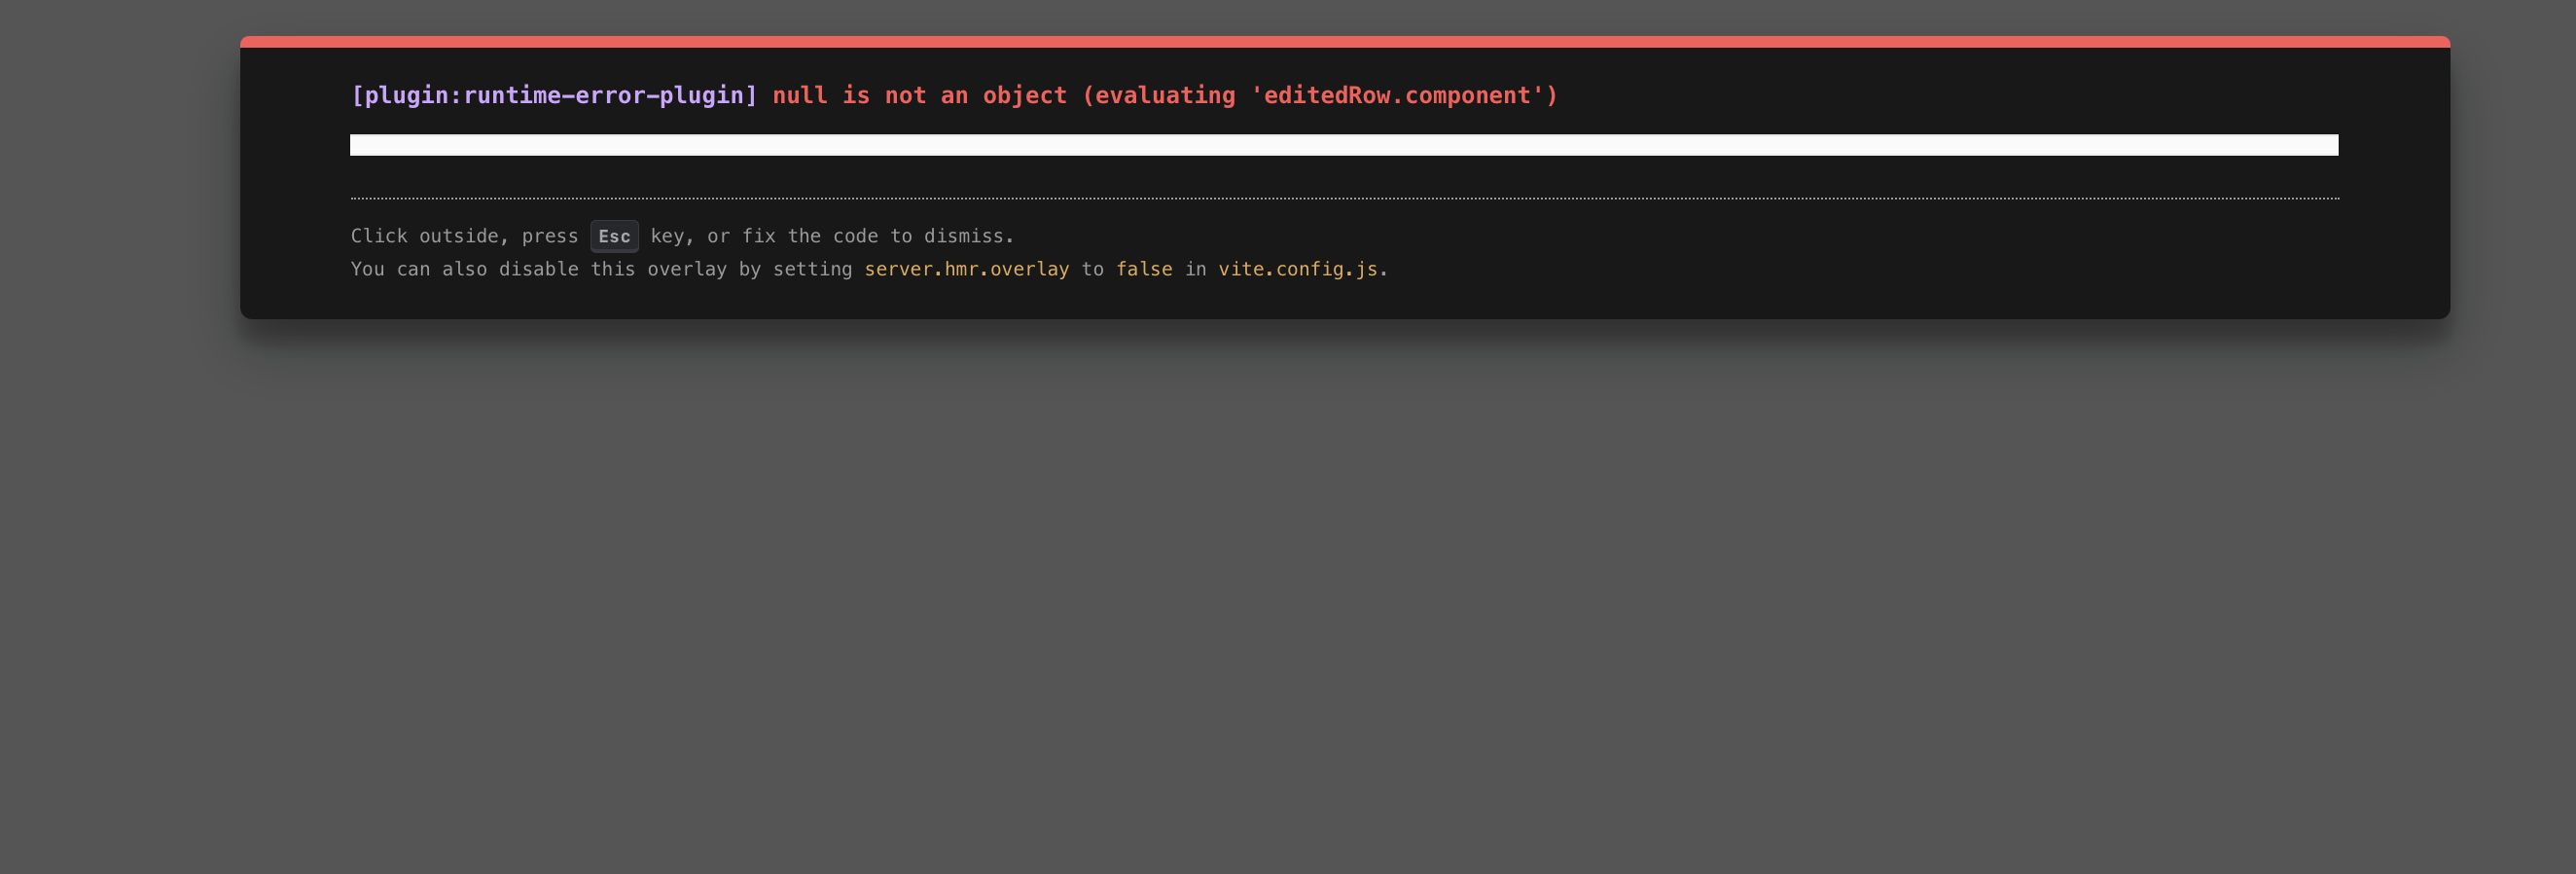 [plugin:runtime-error-plugin] null is not an object (evaluating 'editedRow.component')
Click outside, press Esc key, or fix the code to dismiss.
You can also disable this overlay by setting server.hmr.overlay to false in vite.config.js.